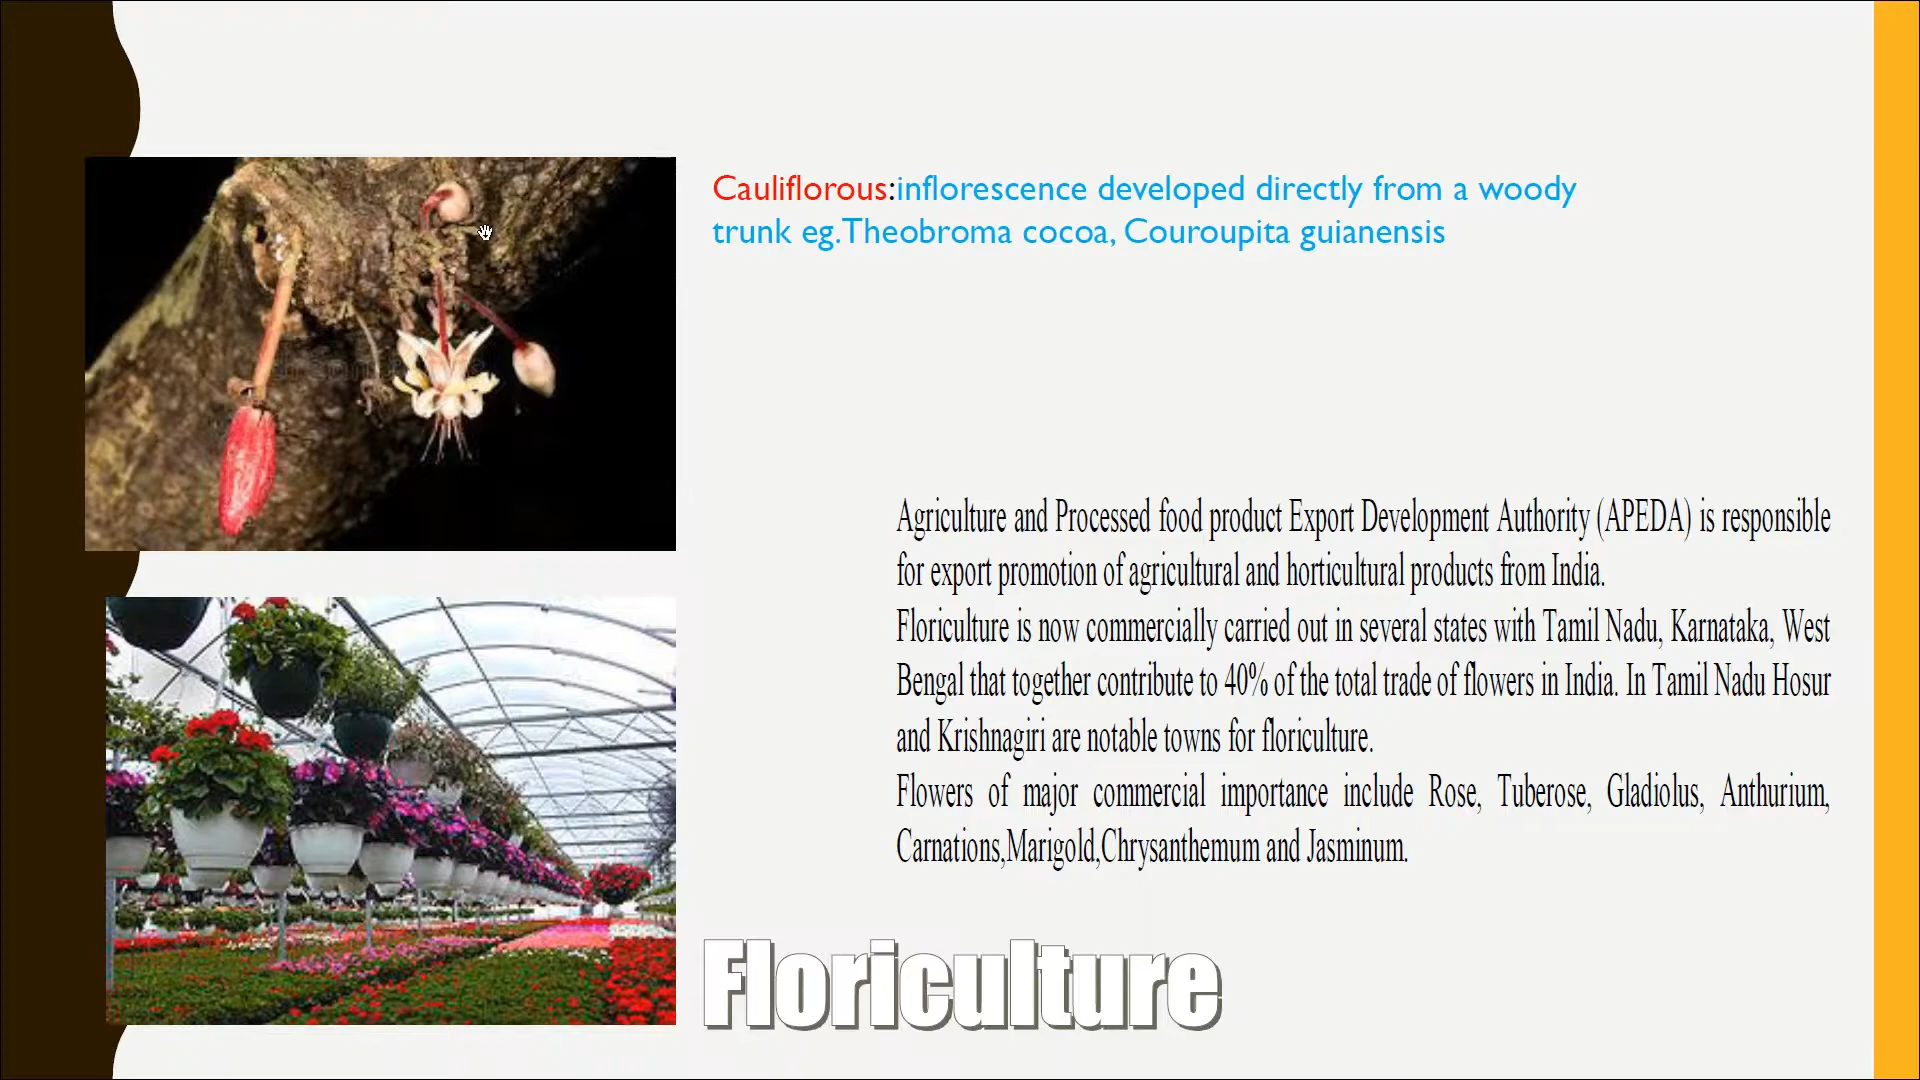 Cauliflorous:inflorescence developed directly from a woody
trunk eg.Theobroma cocoa, Couroupita guianensis
Agriculture and Processed food product Export Development Authority (APEDA) is responsible
for export promotion of agricultural and horticultural products from India.
Floriculture is now commercially carried out in several states with Tamil Nadu, Karnataka, West
Bengal that together contribute to 40% of the total trade of flowers in India. In Tamil Nadu Hosur
and Krishnagiri are notable towns for floriculture.
Flowers of major commercial importance include Rose, Tuberose, Gladiolus, Anthurium,
Carnations,Marigold,Chrysanthemum and Jasminum.
Floriculture